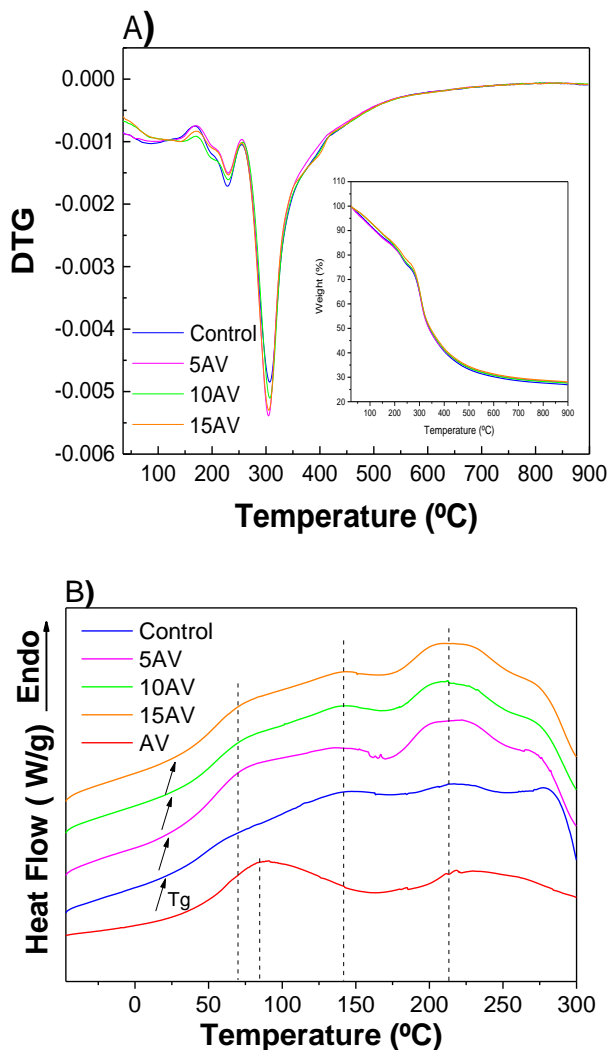 A)
0.000
-0.001
-0.002
-0.003
-0.004
-0.005
-0.006
DTG
Control
5AV
10AV
15AV
100 200 300 400 500 600 700 800 900
Temperature (ºC)
100
90
80
70
60
50
40
30
20
Weight (%)
100 200 300 400 500 600 700 800 900
Temperature (ºC)
B)
Heat Flow ( W/g)
Endo
Control
5AV
10AV
15AV
AV
Tg
0 50 100 150 200 250 300
Temperature (ºC)